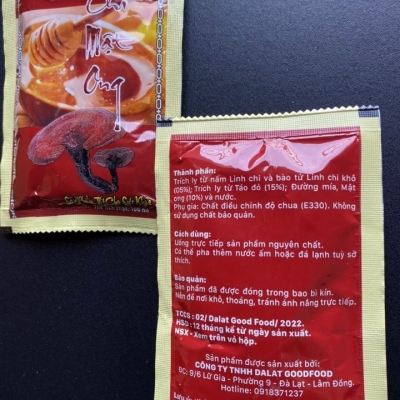 Chi
Mật
Ong
Thành phần:
Trích ly từ nấm Linh chi và bào tử Linh chi khô
(05%); Trích ly từ Táo đỏ (15%); Đường mía, Mật
ong (10%) và nước.
Phụ gia: Chất điều chỉnh độ chua (E330). Không
sử dụng chất bảo quản.
Cách dùng:
Uống trực tiếp sản phẩm nguyên chất.
Có thể pha thêm nước ấm hoặc đá lạnh tuỳ sở
thích.
Bảo quản:
Sản phẩm đã được đóng trong bao bì kín.
Nên để nơi khô, thoáng, tránh ánh nắng trực tiếp.
TCCS : 02/ Dalat Good Food/ 2022.
HSD : 12 tháng kể từ ngày sản xuất.
NSX - Xem trên vỏ hộp.
Sản phẩm được sản xuất bởi:
CÔNG TY TNHH DALAT GOODFOOD
ĐC: 9/6 Lữ Gia - Phường 9 - Đà Lạt - Lâm Đồng.
Hotline: 0918371237